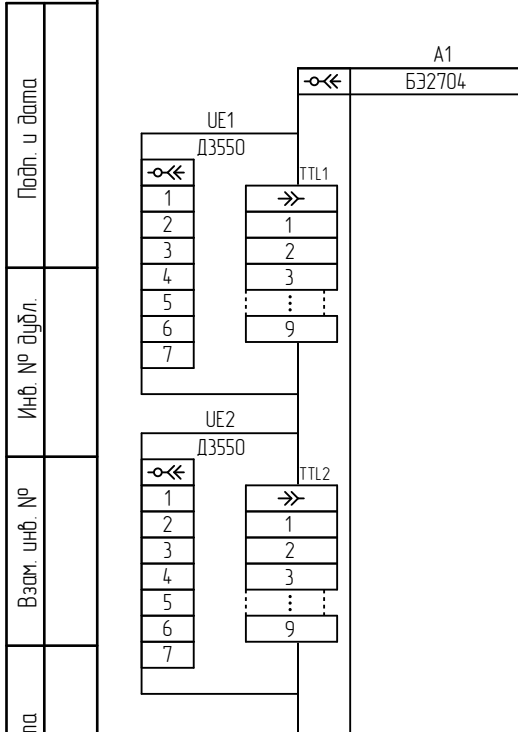 A1
БЭ2704
UE1
Д3550
TTL1
1
2
3
4
5
6
7
1
2
3
9
UE2
Д3550
TTL2
1
2
3
4
5
6
7
1
2
3
9
Подп. и дата
Инв. № дубл.
Взам. инв. №